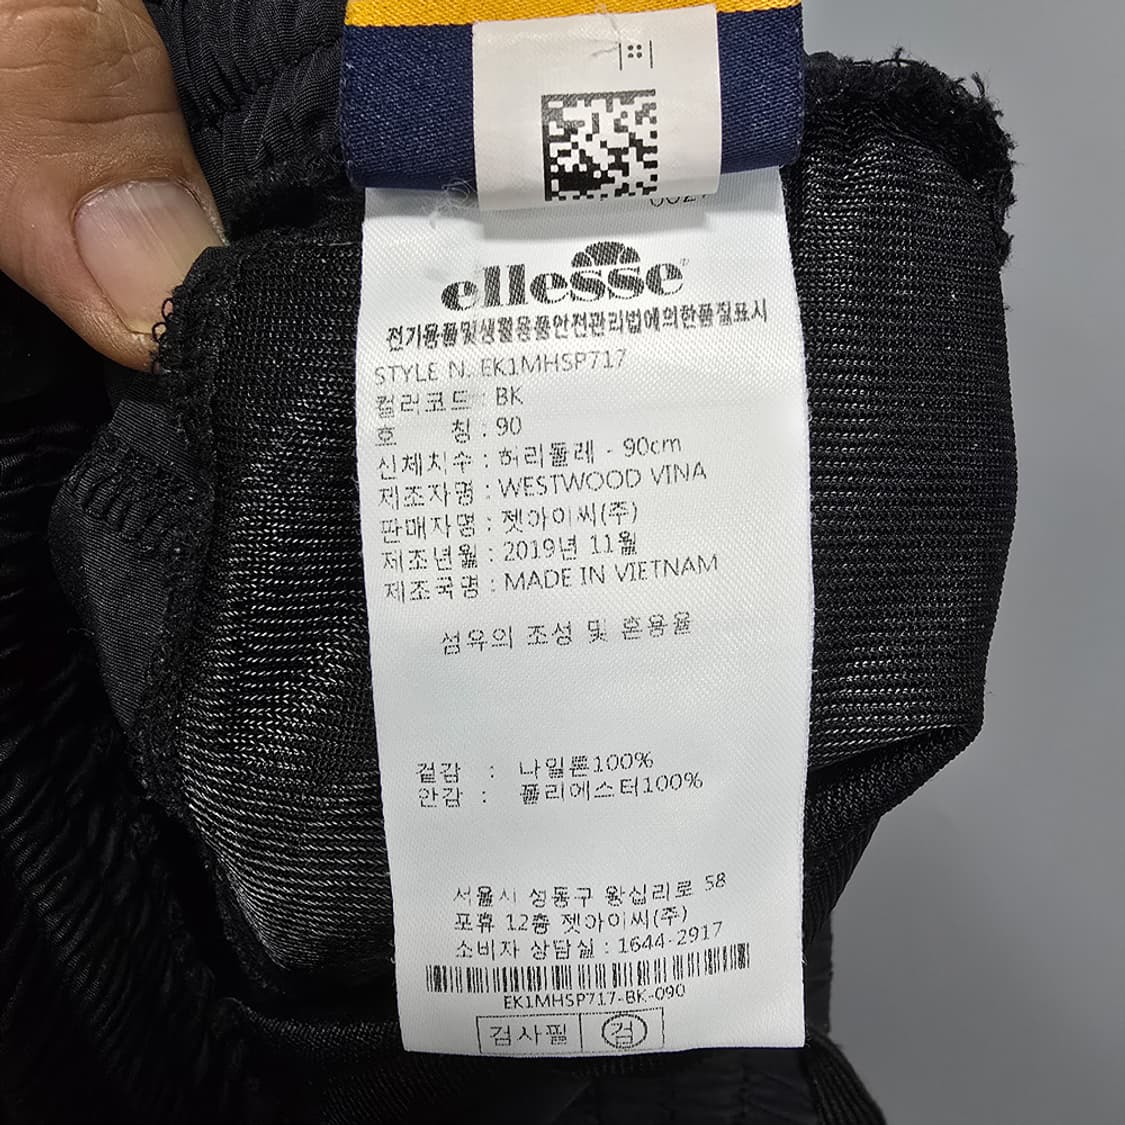 ellesse
전기용품및생활용품안전관리법에의한품질표시
STYLE N. EK1MHSP717
컬러코드 : BK
호 칭 : 90
신체치수 : 허리둘레 - 90cm
제조자명 : WESTWOOD VINA
판매자명 : 젯아이씨(주)
제조년월 : 2019년 11월
제조국명 : MADE IN VIETNAM
섬유의 조성 및 혼용율
겉감 : 나일론100%
안감 : 폴리에스터100%
서울시 성동구 왕십리로 58
포휴 12층 젯아이씨(주)
소비자 상담실 : 1644-2917
EK1MHSP717-BK-090
검사필 검